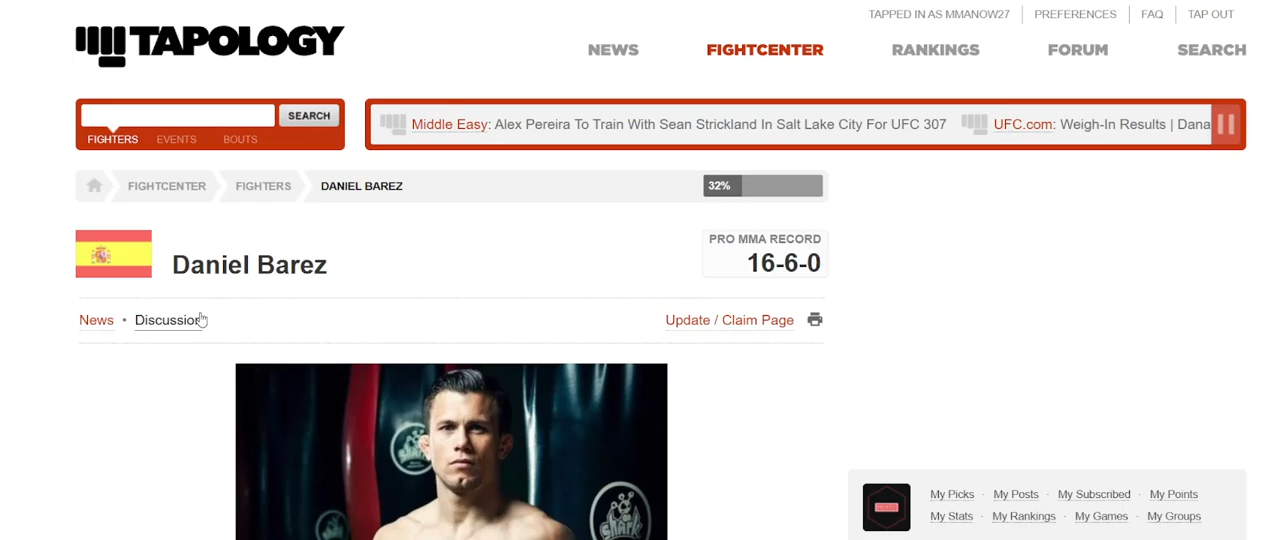 TAPPED IN AS MMANOW27 PREFERENCES FAQ TAP OUT
TAPOLOGY
NEWS FIGHTCENTER RANKINGS FORUM SEARCH
SEARCH
FIGHTERS EVENTS BOUTS
Middle Easy: Alex Pereira To Train With Sean Strickland In Salt Lake City For UFC 307 UFC.com: Weigh-In Results | Dana
FIGHTCENTER FIGHTERS DANIEL BAREZ 32%
Daniel Barez
PRO MMA RECORD
16-6-0
News • Discussion Update / Claim Page
My Picks · My Posts · My Subscribed · My Points
My Stats · My Rankings · My Games · My Groups